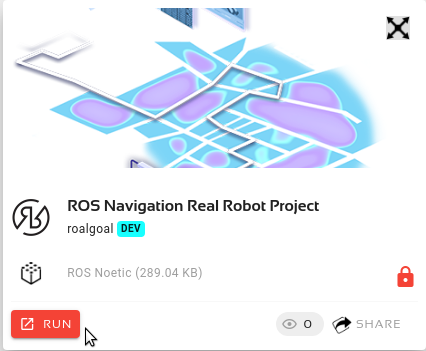 ROS Navigation Real Robot Project
roalgoal DEV
ROS Noetic (289.04 KB)
RUN 0 SHARE